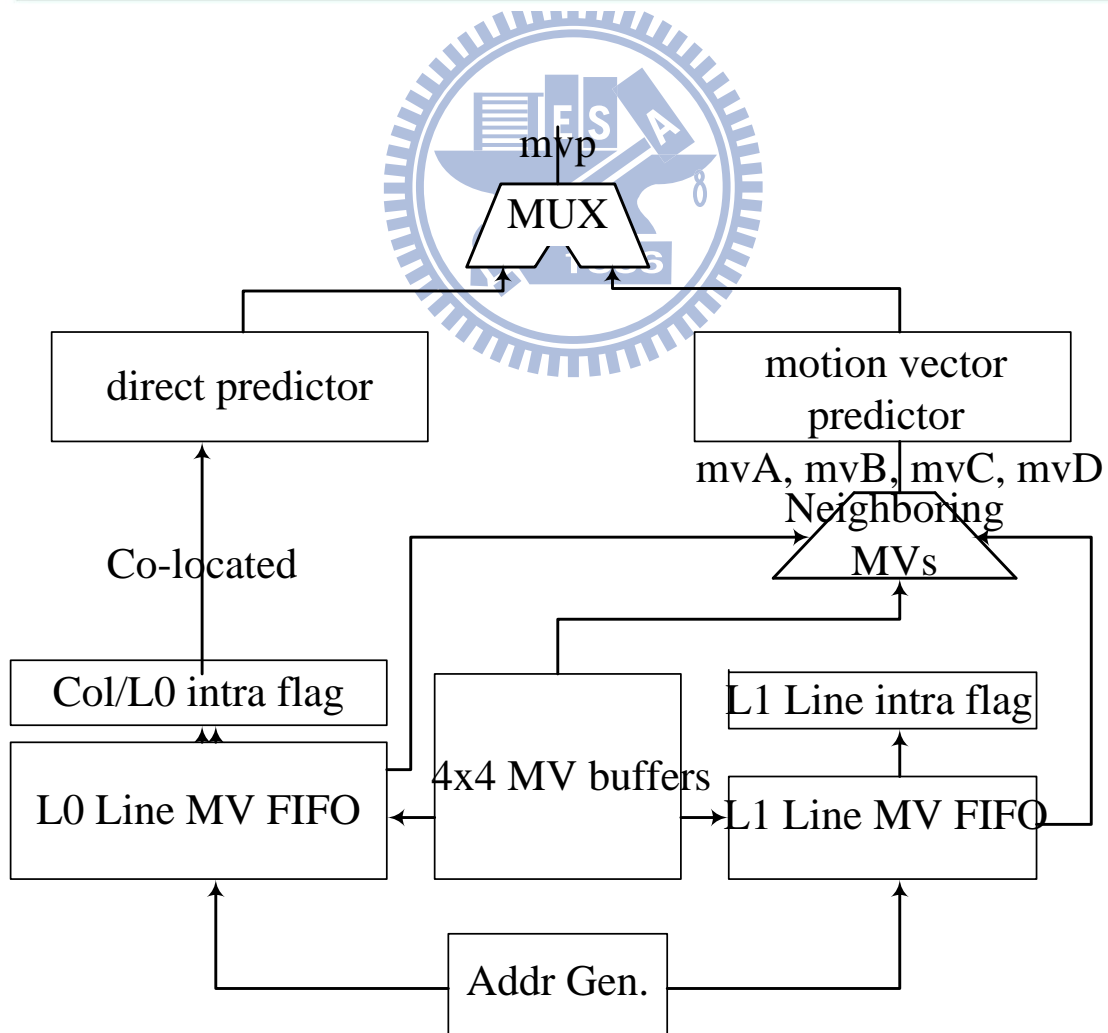 E S A
mvp
MUX
direct predictor
motion vector
predictor
mvA, mvB, mvC, mvD
Neighboring
MVs
Co-located
Col/L0 intra flag
L1 Line intra flag
L0 Line MV FIFO
4x4 MV buffers
L1 Line MV FIFO
Addr Gen.